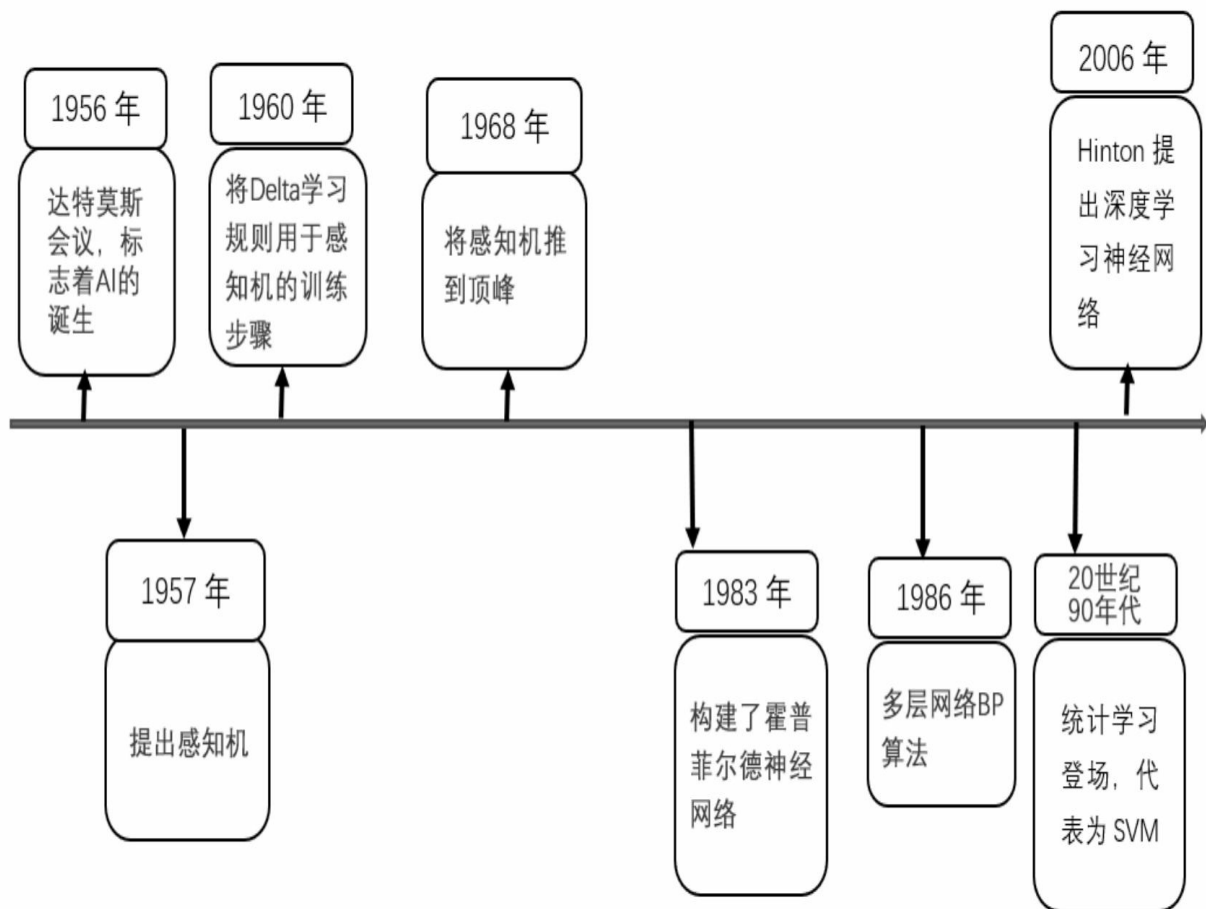 1956 年
达特莫斯
会议，标
志着AI的
诞生
1957 年
提出感知机
1960 年
将Delta学习
规则用于感
知机的训练
步骤
1968 年
将感知机推
到顶峰
1983 年
构建了霍普
菲尔德神经
网络
1986 年
多层网络BP
算法
20世纪
90年代
统计学习
登场，代
表为 SVM
2006 年
Hinton 提
出深度学
习神经网
络